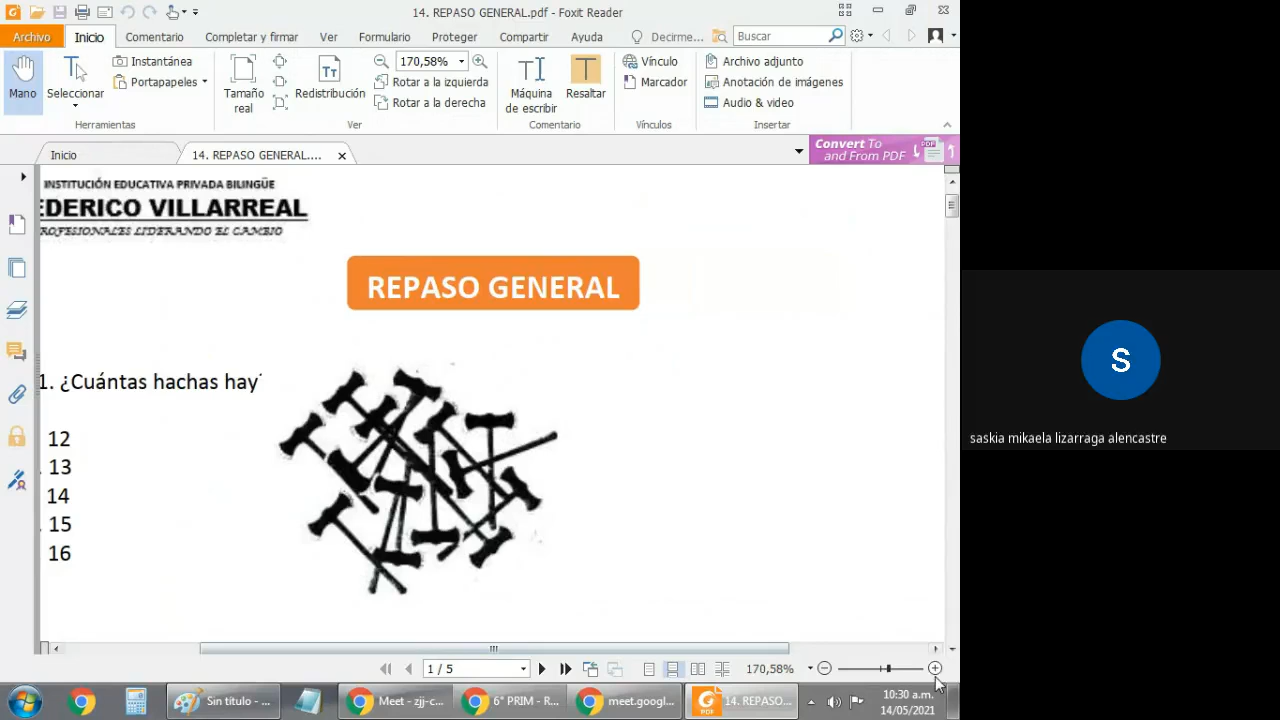 14. REPASO GENERAL.pdf - Foxit Reader
Archivo Inicio Comentario Completar y firmar Ver Formulario Proteger Compartir Ayuda Decirme... Buscar
Mano
Seleccionar
Instantánea
Portapapeles
Herramientas
Tamaño real
Redistribución
170,58%
Rotar a la izquierda
Rotar a la derecha
Ver
Máquina de escribir
Resaltar
Comentario
Vínculo
Marcador
Vínculos
Archivo adjunto
Anotación de imágenes
Audio & video
Insertar
Inicio
14. REPASO GENERAL....
Convert To
and From PDF
PDF
INSTITUCIÓN EDUCATIVA PRIVADA BILINGÜE
EDERICO VILLARREAL
ROFESIONALES LIDERANDO EL CAMBIO
REPASO GENERAL
1. ¿Cuántas hachas hay
12
. 13
14
. 15
16
S
saskia mikaela lizarraga alencastre
1 / 5
170,58%
Sin título - ...
Meet - zjj-c...
6° PRIM - R...
meet.googl...
14. REPASO...
10:30 a.m.
14/05/2021